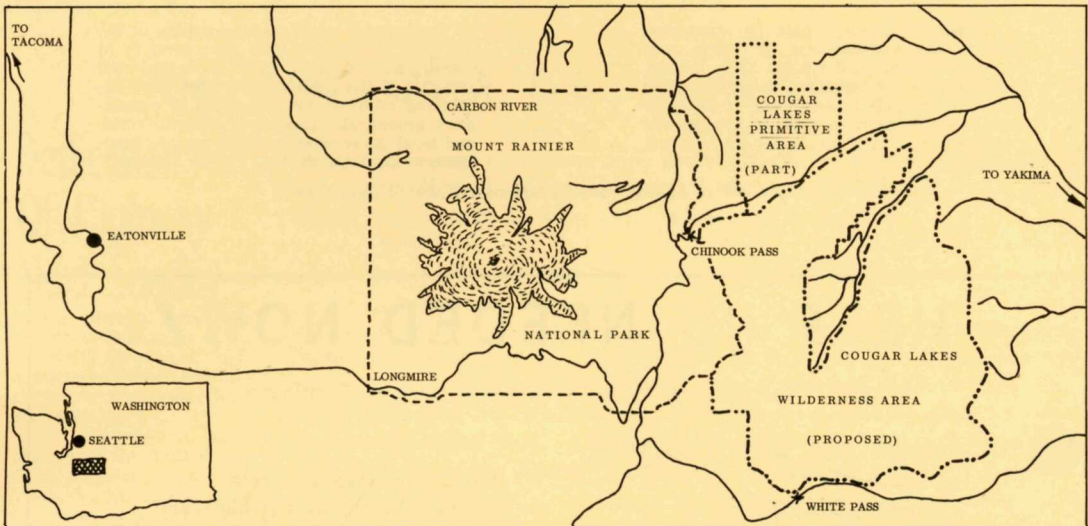 TO
TACOMA
CARBON RIVER
MOUNT RAINIER
COUGAR
LAKES
PRIMITIVE
AREA
(PART)
TO YAKIMA
EATONVILLE
CHINOOK PASS
NATIONAL PARK
LONGMIRE
COUGAR LAKES
WILDERNESS AREA
(PROPOSED)
WHITE PASS
WASHINGTON
SEATTLE